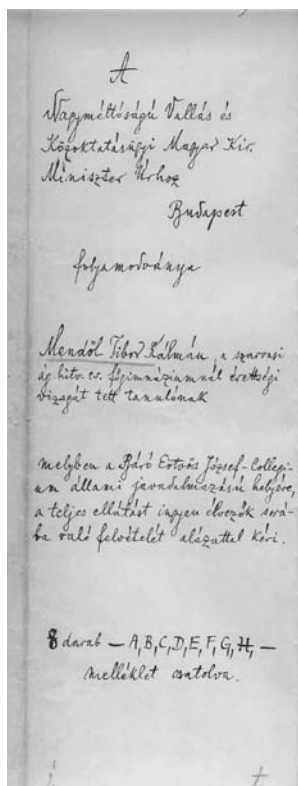 A
Nagyméltóságú Vallás és
Közoktatásügyi Magyar Kir.
Miniszter Úrhoz
Budapest
folyamodványa
Mendöl Tibor Kálmán, a szarvasi
ág. hitv. ev. főgimnáziumnál érettségi
vizsgát tett tanulónak
melyben a Báró Eötvös József-Collegi-
um állami javadalmazású helyére,
a teljes ellátást ingyen élvezők sorá-
ba való felvételét alázattal kéri.
8 darab — A, B, C, D, E, F, G, H, —
melléklet csatolva.